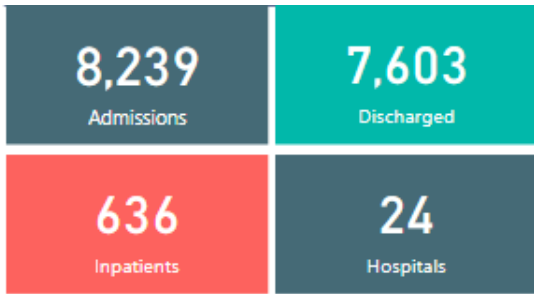 8,239
Admissions
7,603
Discharged
636
Inpatients
24
Hospitals